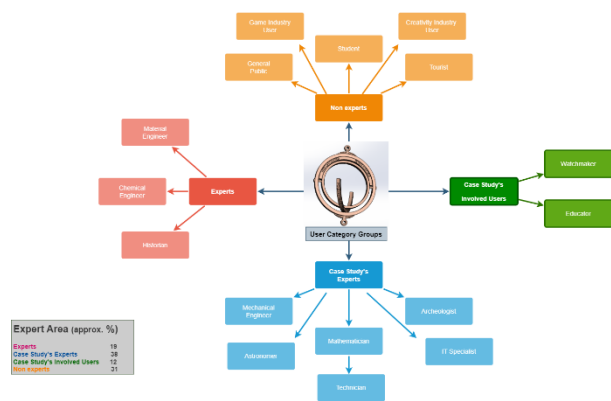 Game Industry
User
Creativity Industry
User
Student
General
Public
Tourist
Non experts
Material
Engineer
Chemical
Engineer
Historian
Experts
User Category Groups
Case Study's
Involved Users
Watchmaker
Educator
Case Study's
Experts
Mechanical
Engineer
Archeologist
Astronomer
Mathematician
IT Specialist
Technician
Expert Area (approx. %)
Experts 19
Case Study's Experts 38
Case Study's Involved Users 12
Non experts 31